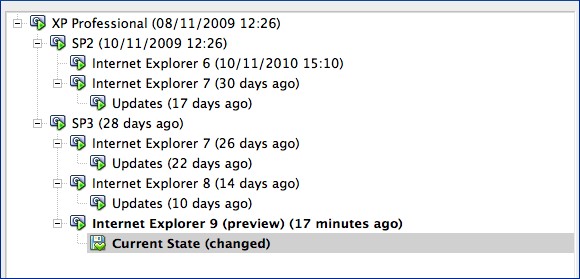 XP Professional (08/11/2009 12:26)
SP2 (10/11/2009 12:26)
Internet Explorer 6 (10/11/2010 15:10)
Internet Explorer 7 (30 days ago)
Updates (17 days ago)
SP3 (28 days ago)
Internet Explorer 7 (26 days ago)
Updates (22 days ago)
Internet Explorer 8 (14 days ago)
Updates (10 days ago)
Internet Explorer 9 (preview) (17 minutes ago)
Current State (changed)